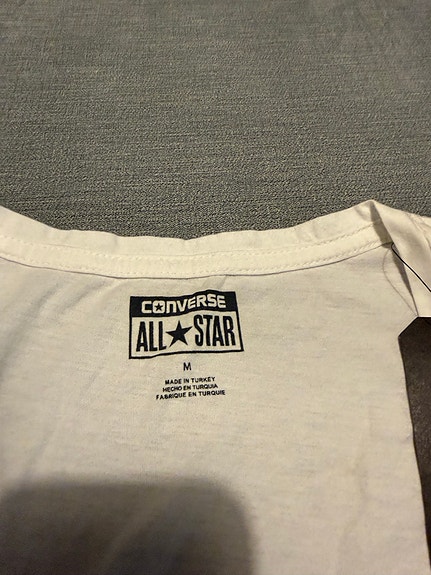 CONVERSE
ALL★STAR
M
MADE IN TURKEY
HECHO EN TURQUIA
FABRIQUE EN TURQUIE